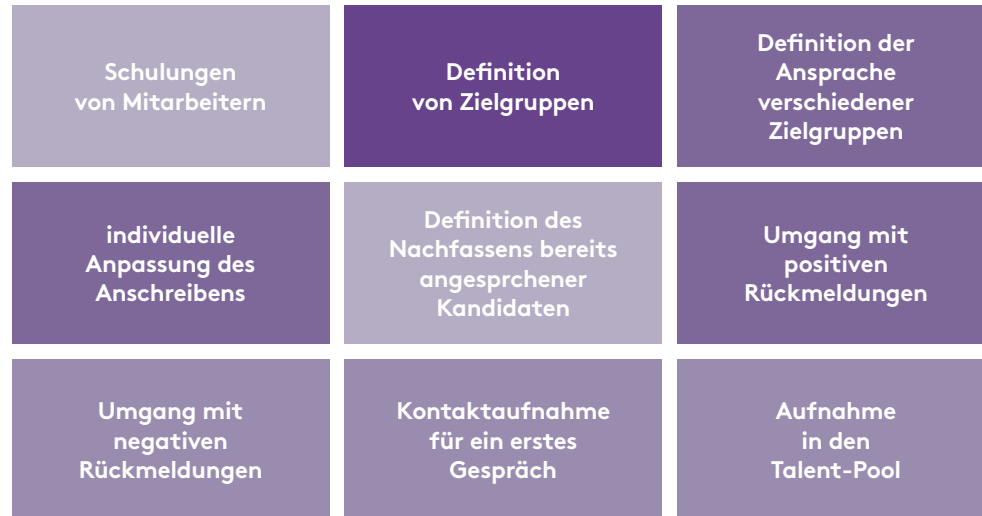 Schulungen
von Mitarbeitern
Definition
von Zielgruppen
Definition der
Ansprache
verschiedener
Zielgruppen
individuelle
Anpassung des
Anschreibens
Definition des
Nachfassens bereits
angesprchener
Kandidaten
Umgang mit
positiven
Rückmeldungen
Umgang mit
negativen
Rückmeldungen
Kontaktaufnahme
für ein erstes
Gespräch
Aufnahme
in den
Talent-Pool